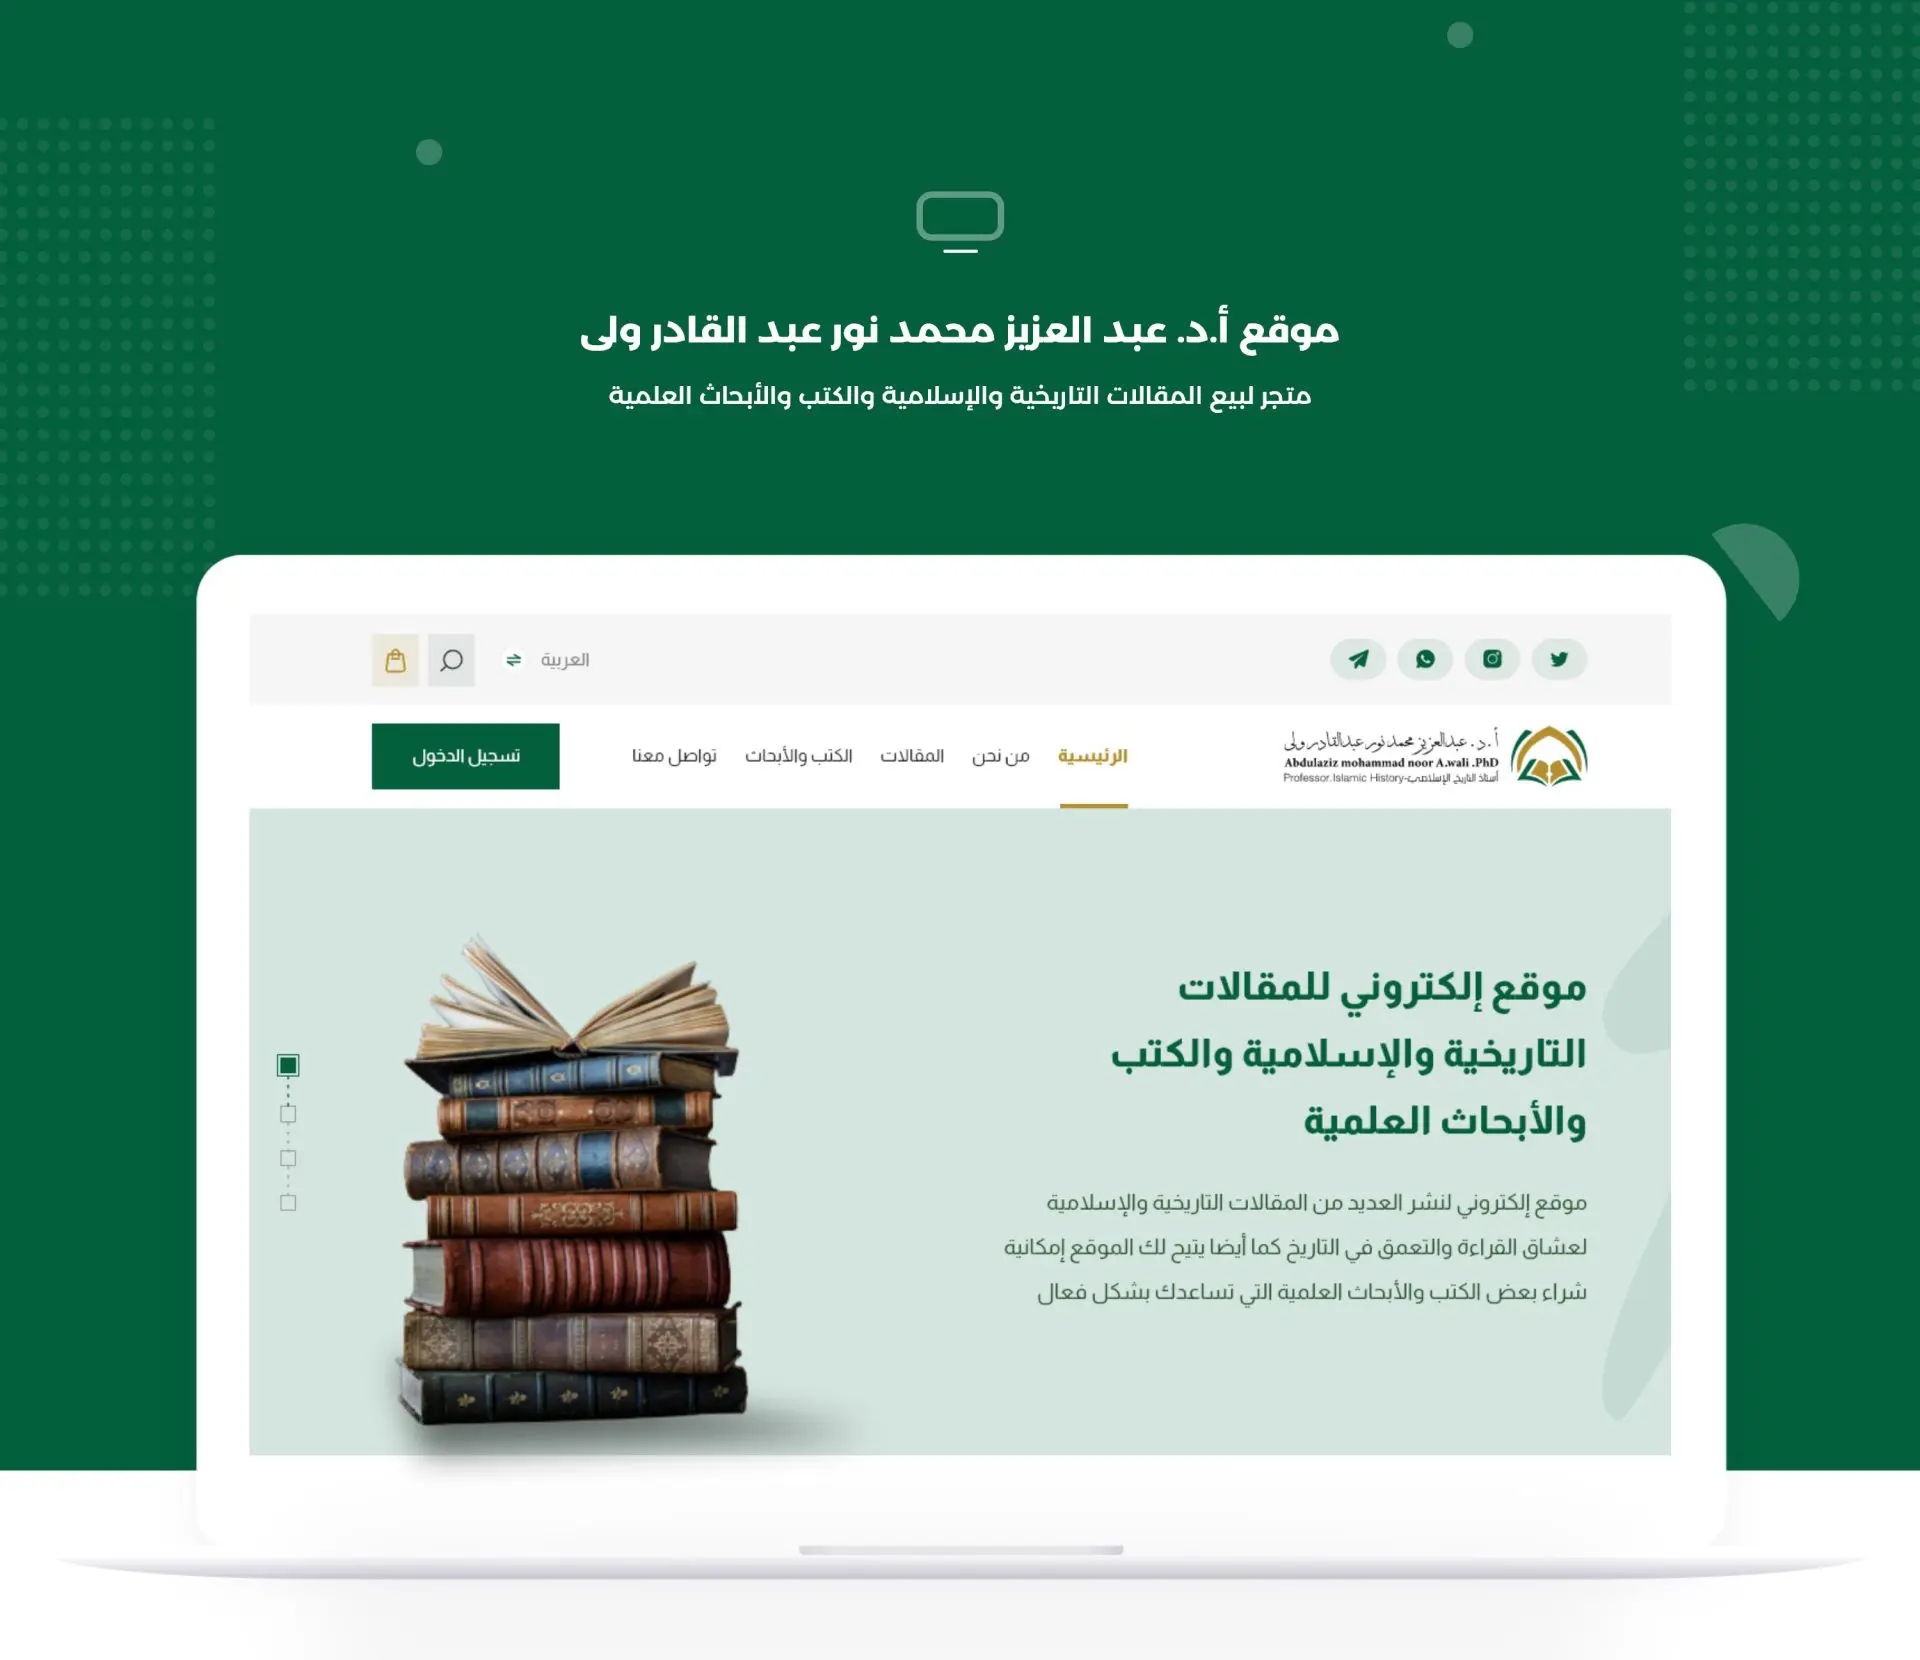 موقع أ.د. عبد العزيز محمد نور عبد القادر ولى
متجر لبيع المقالات التاريخية والإسلامية والكتب والأبحاث العلمية
العربية
أ.د. عبدالعزيز محمد نور عبدالقادر ولى
Abdulaziz mohammad noor A.wali .PhD
أستاذ التاريخ الإسلامي-Professor.Islamic History
الرئيسية
من نحن
المقالات
الكتب والأبحاث
تواصل معنا
تسجيل الدخول
موقع إلكتروني للمقالات
التاريخية والإسلامية والكتب
والأبحاث العلمية
موقع إلكتروني لنشر العديد من المقالات التاريخية والإسلامية
لعشاق القراءة والتعمق في التاريخ كما أيضا يتيح لك الموقع إمكانية
شراء بعض الكتب والأبحاث العلمية التي تساعدك بشكل فعال